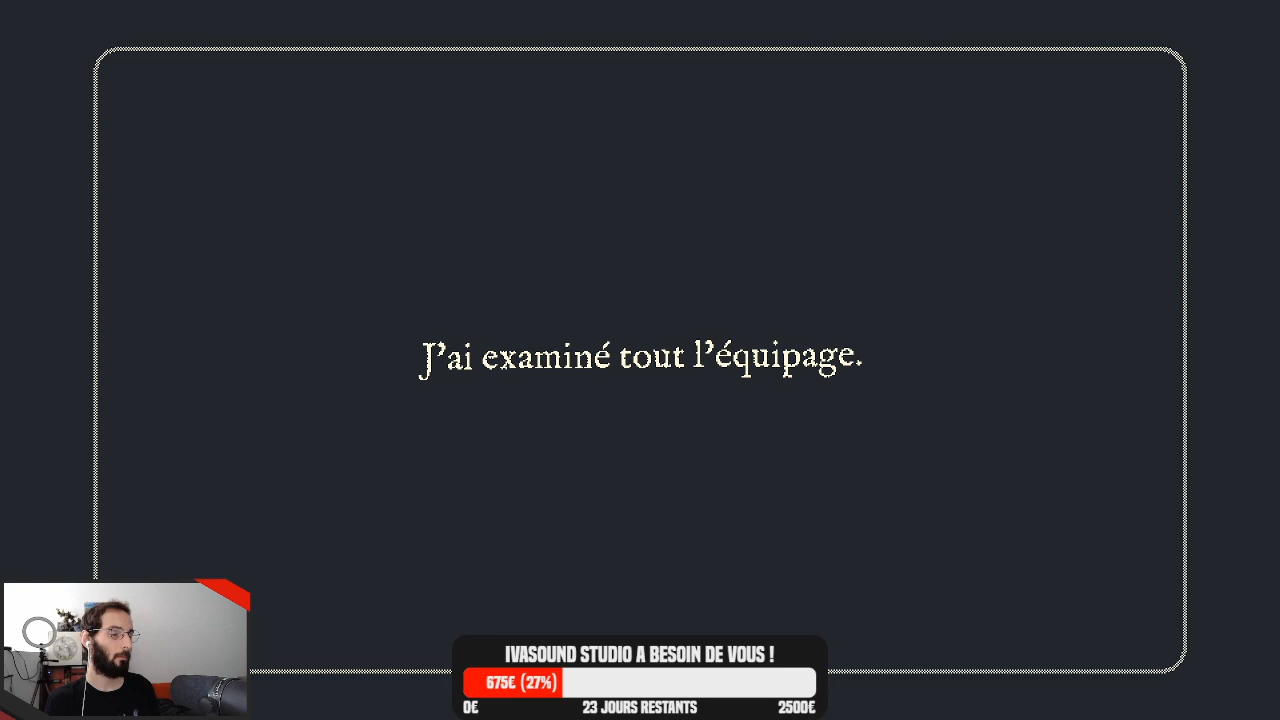 J'ai examiné tout l'équipage.
IVASOUND STUDIO A BESOIN DE VOUS !
675€ (27%)
0€ 23 JOURS RESTANTS 2500€